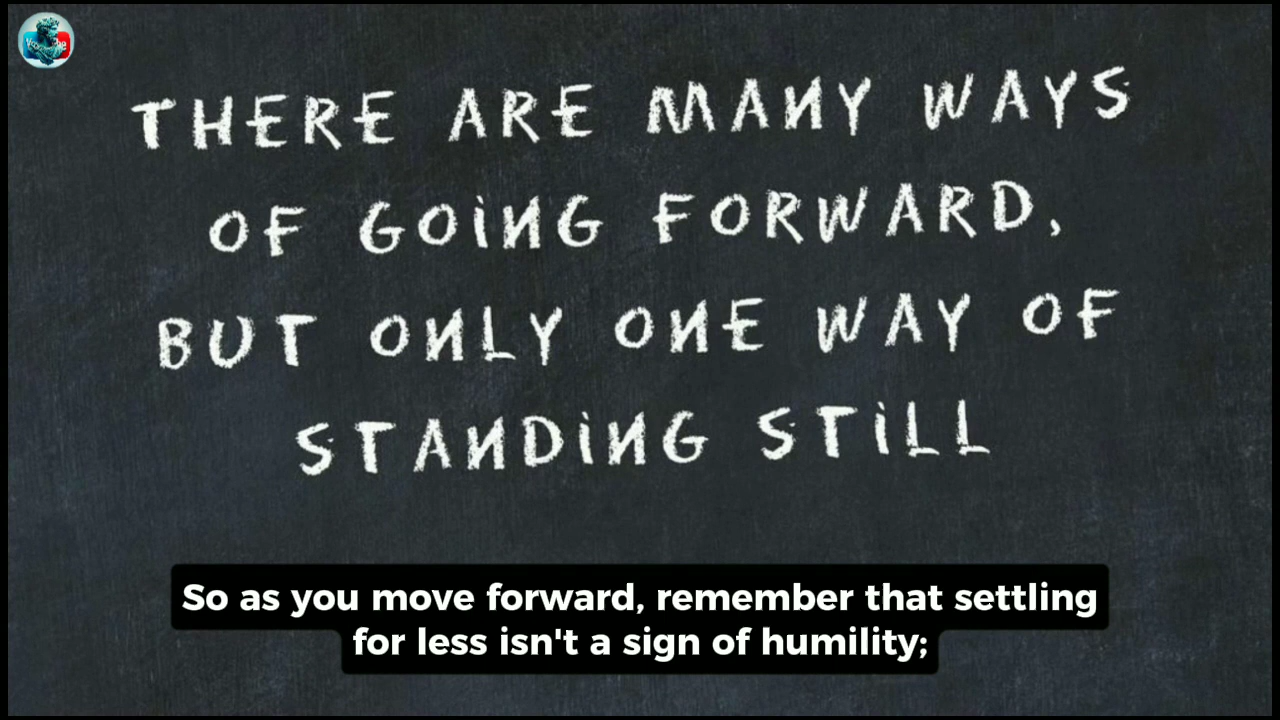 THERE ARE MANY WAYS
OF GOING FORWARD,
BUT ONLY ONE WAY OF
STANDING STILL
So as you move forward, remember that settling
for less isn't a sign of humility;